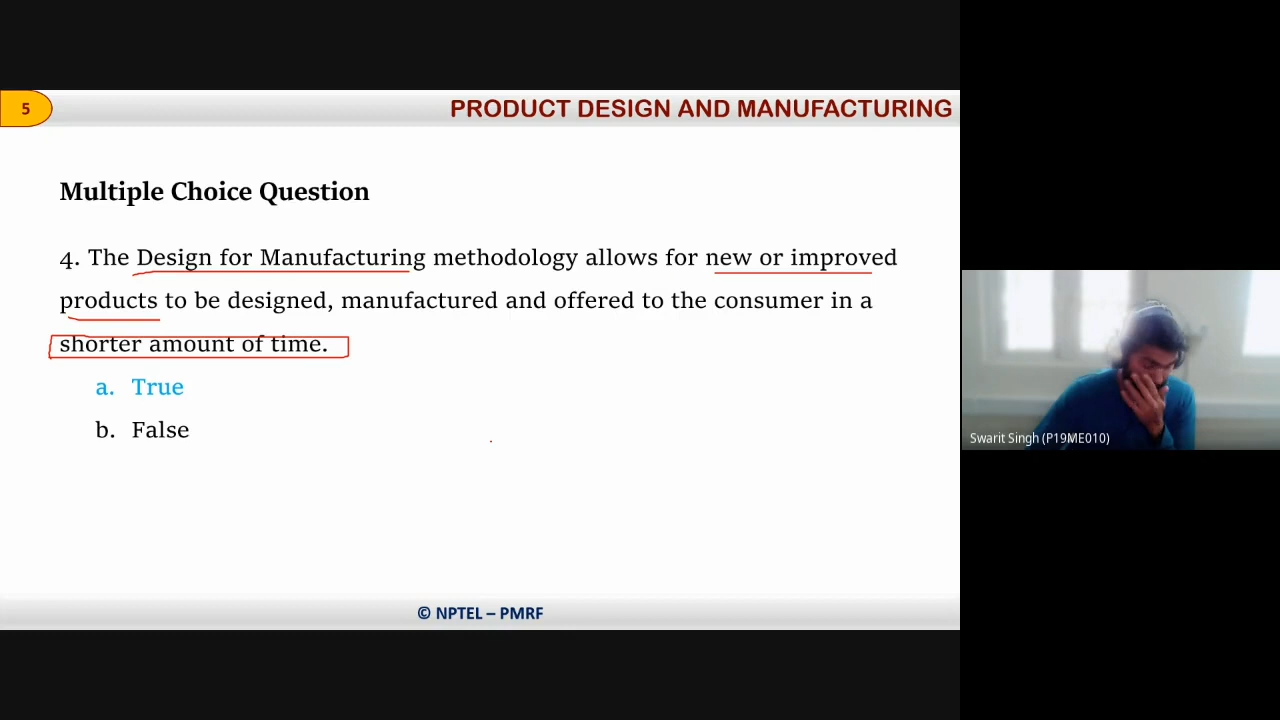 5
PRODUCT DESIGN AND MANUFACTURING
Multiple Choice Question
4. The Design for Manufacturing methodology allows for new or improved
products to be designed, manufactured and offered to the consumer in a
shorter amount of time.
a. True
b. False
Swarit Singh (P19ME010)
© NPTEL – PMRF